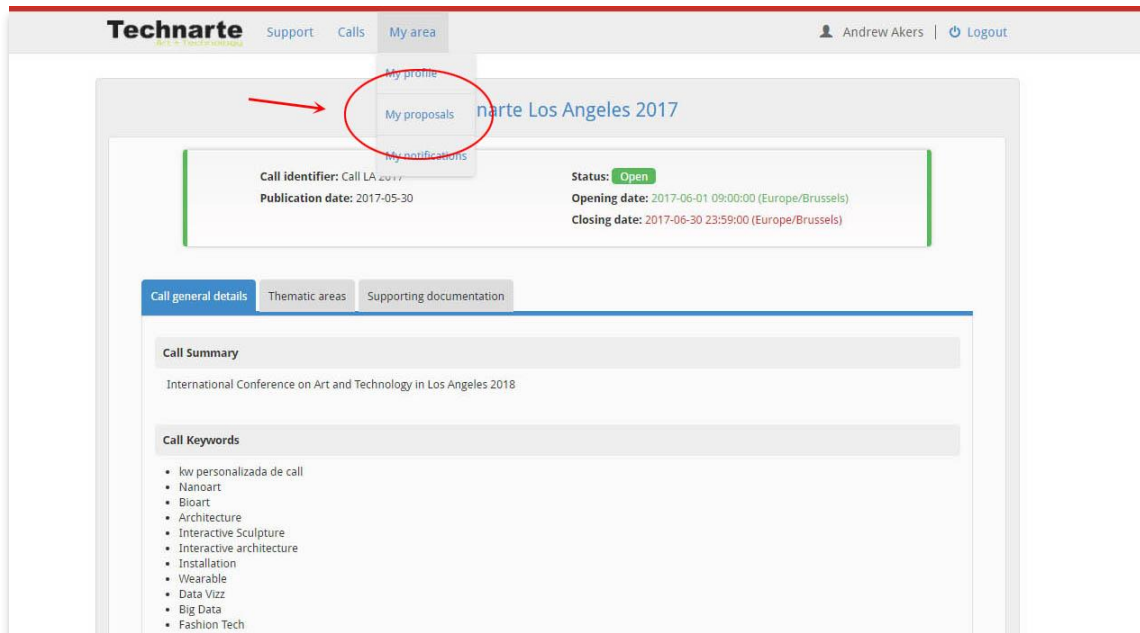 Technarte Support Calls My area Andrew Akers | Logout
Art + Technology
My profile
My proposals
My notifications
narte Los Angeles 2017
Call identifier: Call LA 2017 Status: Open
Publication date: 2017-05-30 Opening date: 2017-06-01 09:00:00 (Europe/Brussels)
Closing date: 2017-06-30 23:59:00 (Europe/Brussels)
Call general details Thematic areas Supporting documentation
Call Summary
International Conference on Art and Technology in Los Angeles 2018
Call Keywords
• kw personalizada de call
• Nanoart
• Bioart
• Architecture
• Interactive Sculpture
• Interactive architecture
• Installation
• Wearable
• Data Vizz
• Big Data
• Fashion Tech